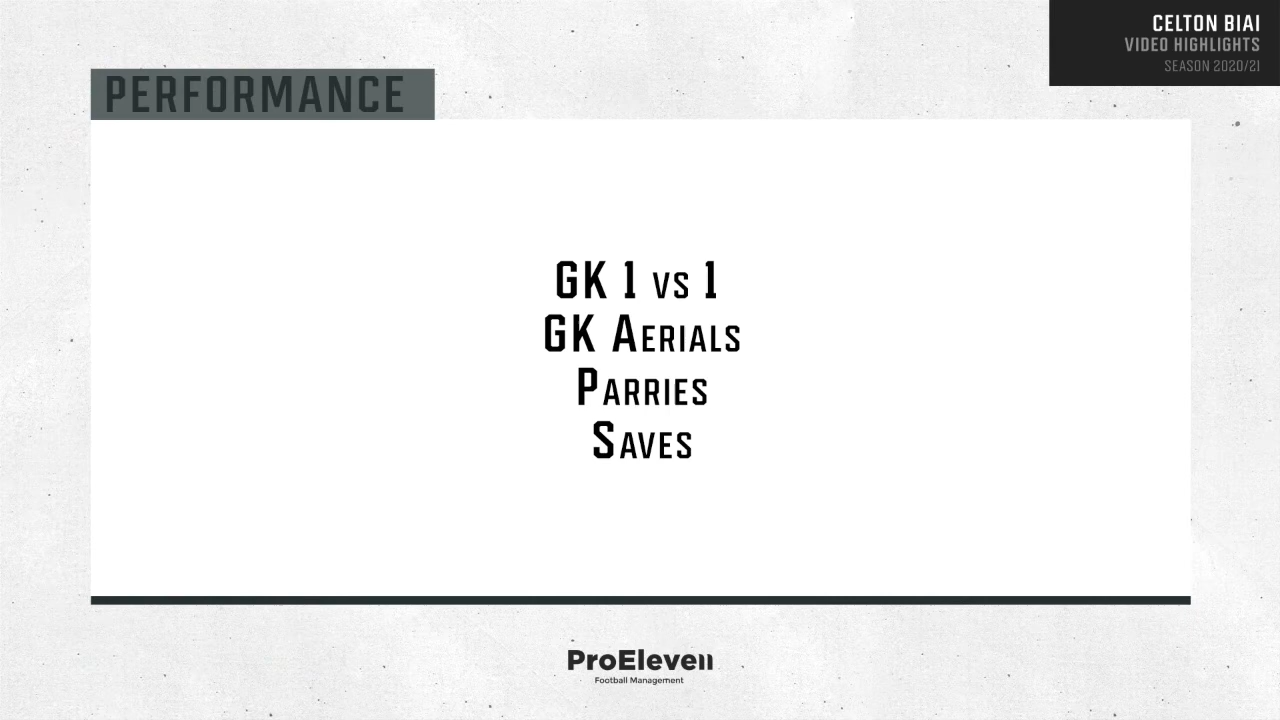 CELTON BIAI
VIDEO HIGHLIGHTS
SEASON 2020/21
PERFORMANCE
GK 1 vs 1
GK Aerials
Parries
Saves
ProEleven
Football Management